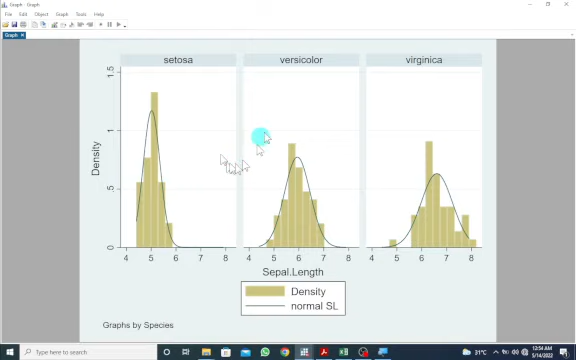 Graph - Graph
File Edit Object Graph Tools Help
Graph
setosa versicolor virginica
1.5
1
.5
0
Density
4 5 6 7 8 4 5 6 7 8 4 5 6 7 8
Sepal.Length
Density
normal SL
Graphs by Species
Type here to search
31°C
12:54 AM
5/14/2022